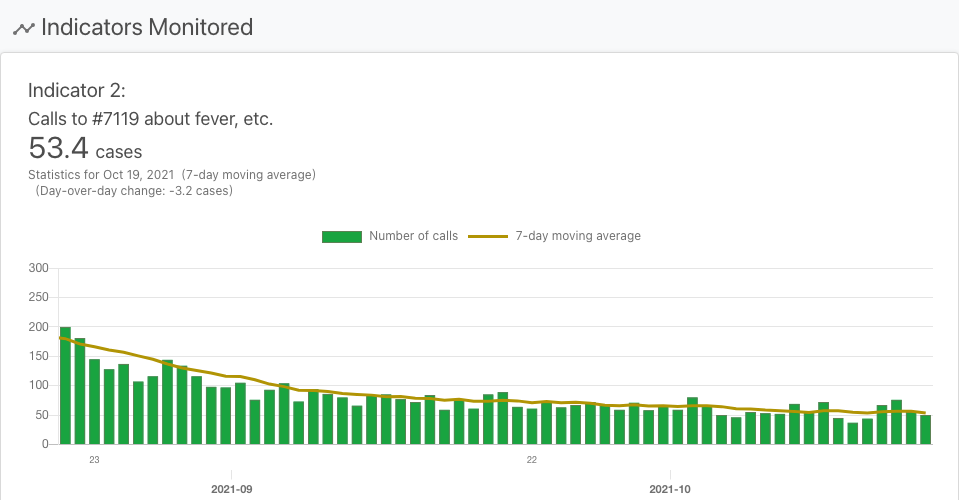 Indicators Monitored
Indicator 2:
Calls to #7119 about fever, etc.
53.4 cases
Statistics for Oct 19, 2021 (7-day moving average)
(Day-over-day change: -3.2 cases)
Number of calls 7-day moving average
300
250
200
150
100
50
0
23 22
2021-09 2021-10